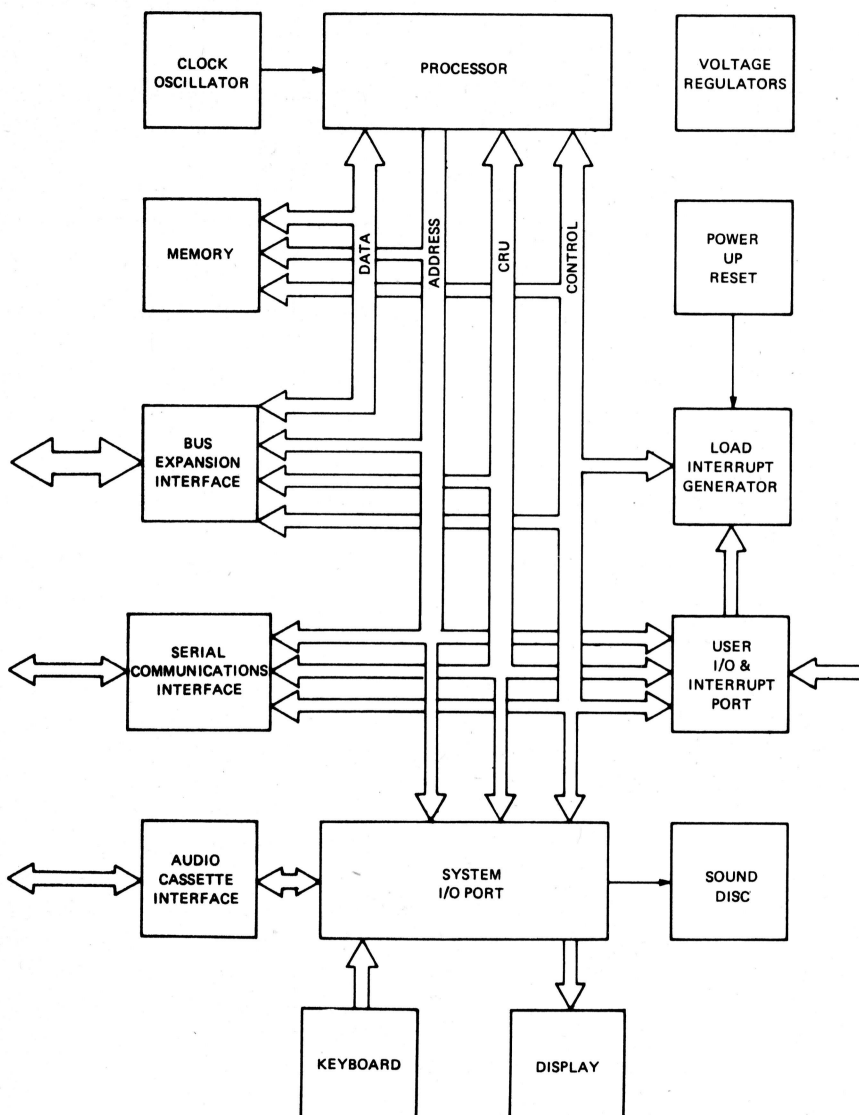 CLOCK
OSCILLATOR
PROCESSOR
VOLTAGE
REGULATORS
MEMORY
DATA
ADDRESS
CRU
CONTROL
POWER
UP
RESET
BUS
EXPANSION
INTERFACE
LOAD
INTERRUPT
GENERATOR
SERIAL
COMMUNICATIONS
INTERFACE
USER
I/O &
INTERRUPT
PORT
AUDIO
CASSETTE
INTERFACE
SYSTEM
I/O PORT
SOUND
DISC
KEYBOARD
DISPLAY